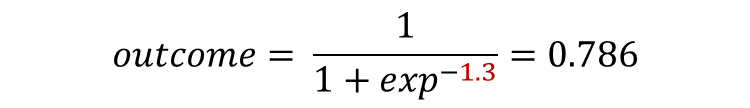 outcome = 1 / (1 + exp^−1.3) = 0.786